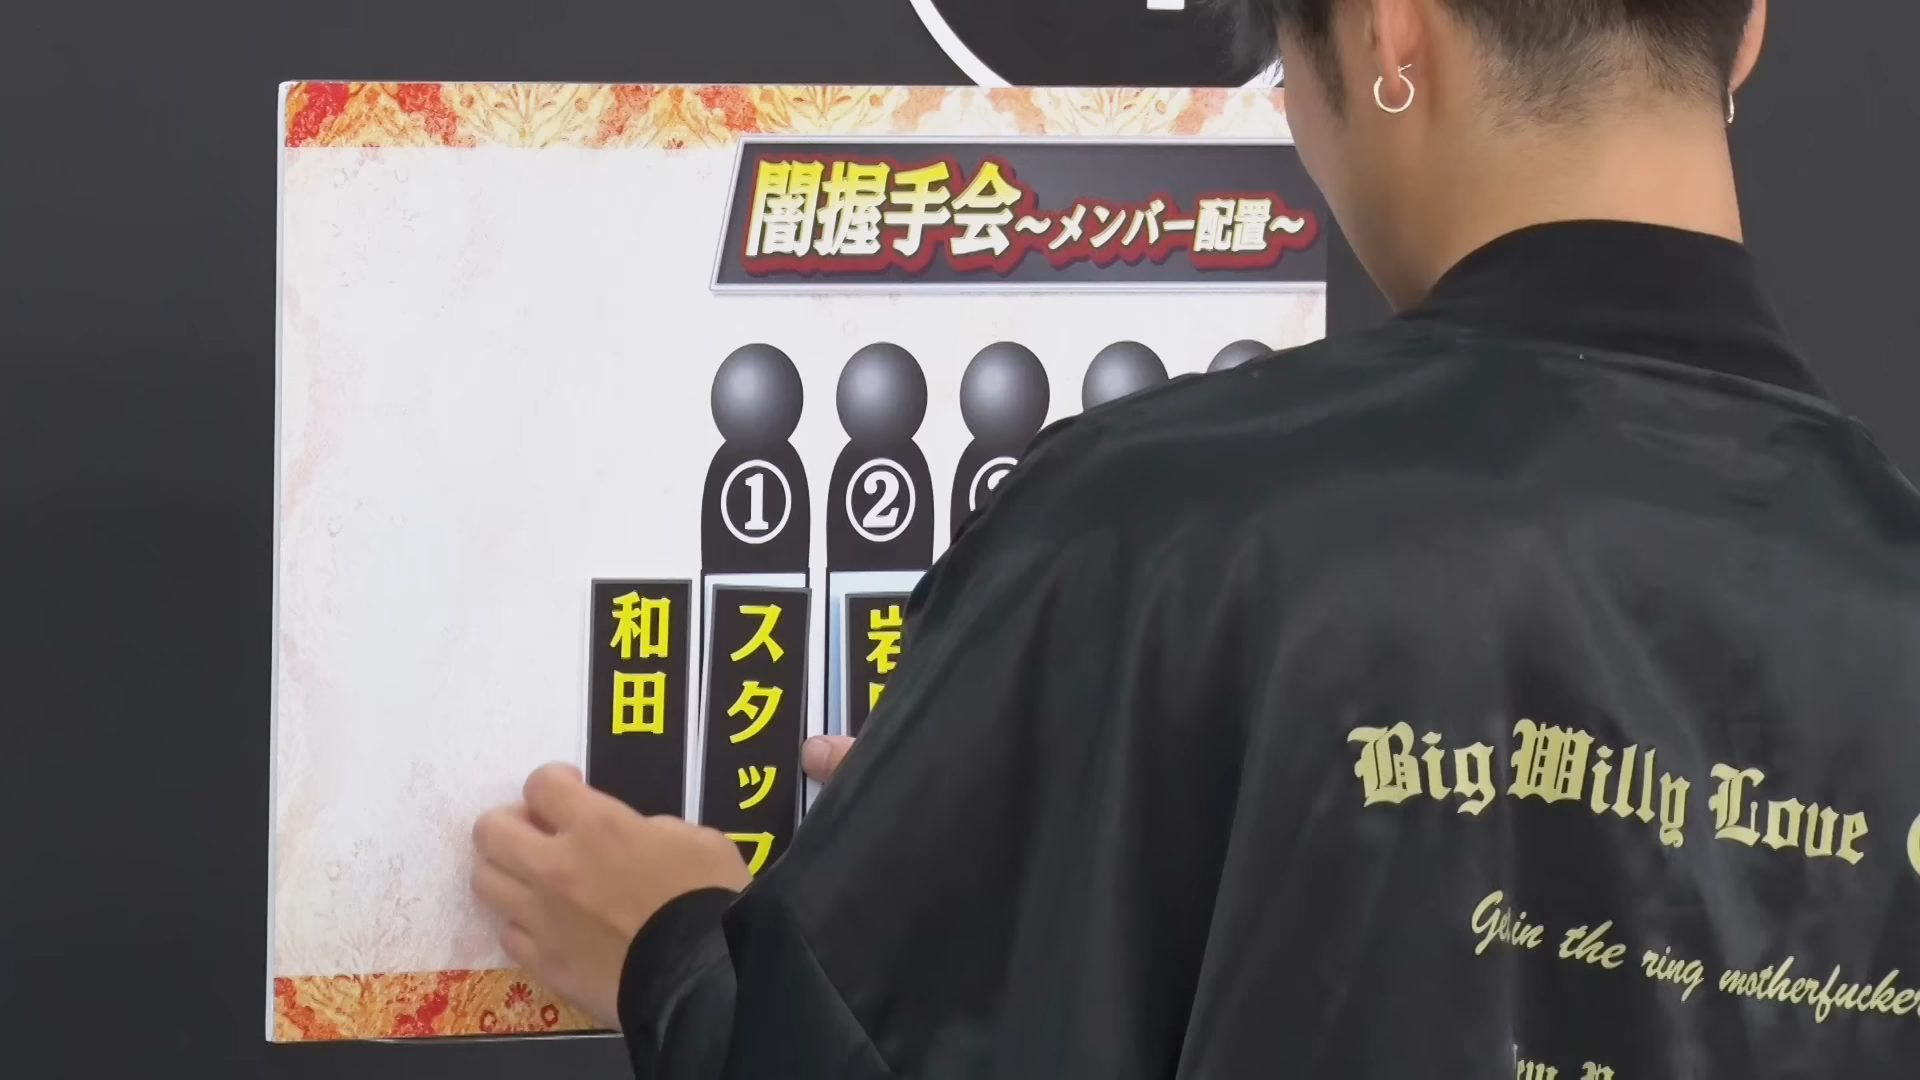 闇握手会～メンバー配置～
①
②
和田
スタッフ
岩
Big Willy Love
Get in the ring motherfucker